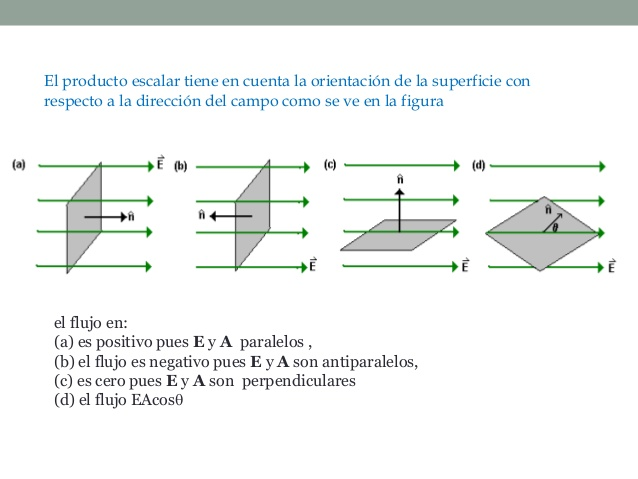 El producto escalar tiene en cuenta la orientación de la superficie con
respecto a la dirección del campo como se ve en la figura
(a) E⃗ (b) (c) (d)
n̂ n̂ n̂ n̂ θ
E⃗ E⃗ E⃗
el flujo en:
(a) es positivo pues E y A paralelos ,
(b) el flujo es negativo pues E y A son antiparalelos,
(c) es cero pues E y A son perpendiculares
(d) el flujo EAcosθ